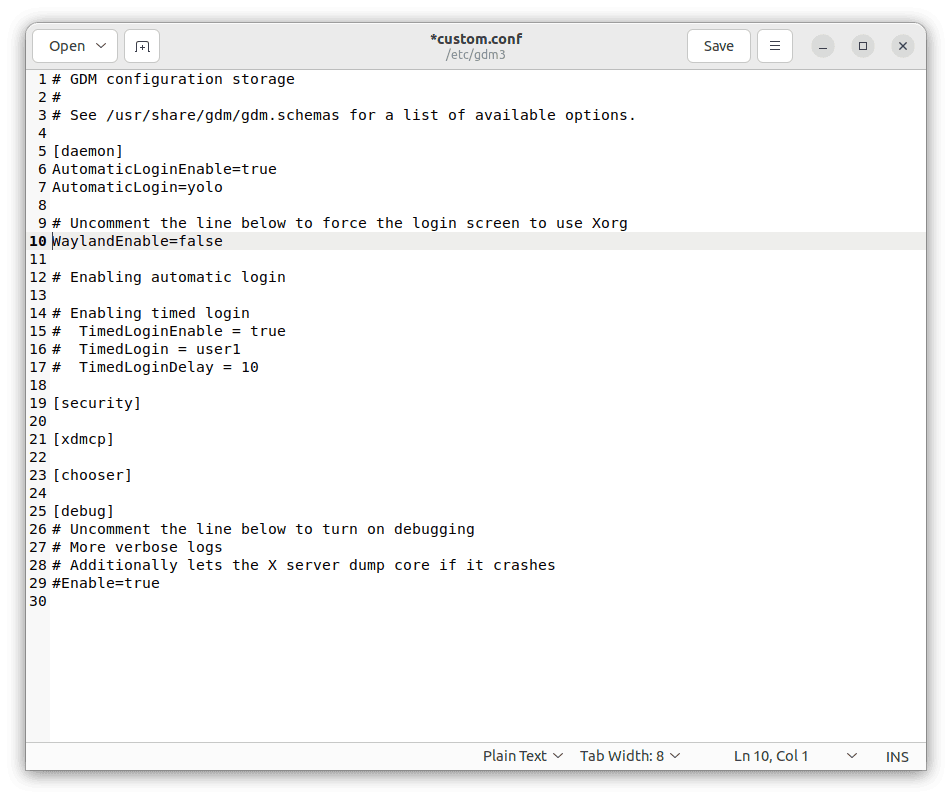 Open
*custom.conf
/etc/gdm3
Save
1 # GDM configuration storage
2 #
3 # See /usr/share/gdm/gdm.schemas for a list of available options.
4
5 [daemon]
6 AutomaticLoginEnable=true
7 AutomaticLogin=yolo
8
9 # Uncomment the line below to force the login screen to use Xorg
10 WaylandEnable=false
11
12 # Enabling automatic login
13
14 # Enabling timed login
15 #  TimedLoginEnable = true
16 #  TimedLogin = user1
17 #  TimedLoginDelay = 10
18
19 [security]
20
21 [xdmcp]
22
23 [chooser]
24
25 [debug]
26 # Uncomment the line below to turn on debugging
27 # More verbose logs
28 # Additionally lets the X server dump core if it crashes
29 #Enable=true
30
Plain Text Tab Width: 8 Ln 10, Col 1 INS